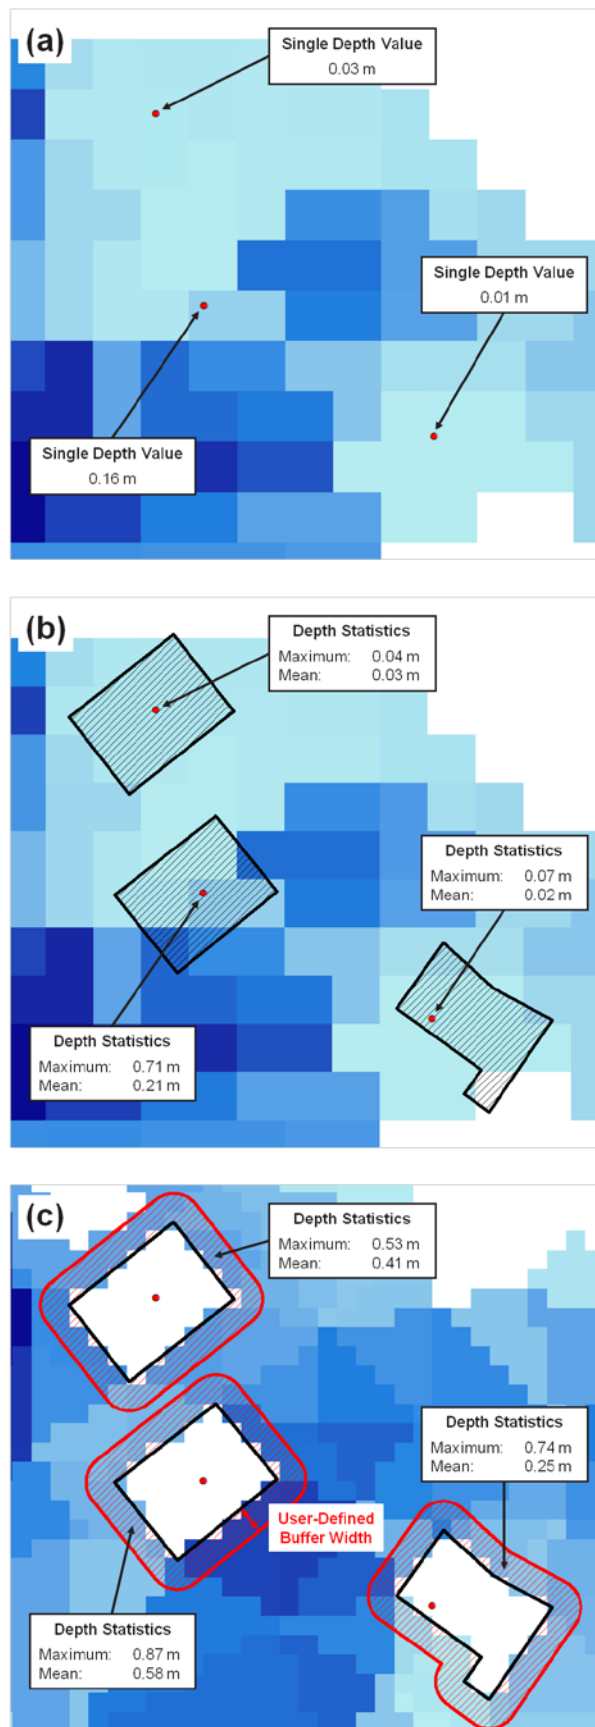 (a)
Single Depth Value
0.03 m
Single Depth Value
0.01 m
Single Depth Value
0.16 m
(b)
Depth Statistics
Maximum: 0.04 m
Mean: 0.03 m
Depth Statistics
Maximum: 0.07 m
Mean: 0.02 m
Depth Statistics
Maximum: 0.71 m
Mean: 0.21 m
(c)
Depth Statistics
Maximum: 0.53 m
Mean: 0.41 m
Depth Statistics
Maximum: 0.74 m
Mean: 0.25 m
User-Defined
Buffer Width
Depth Statistics
Maximum: 0.87 m
Mean: 0.58 m